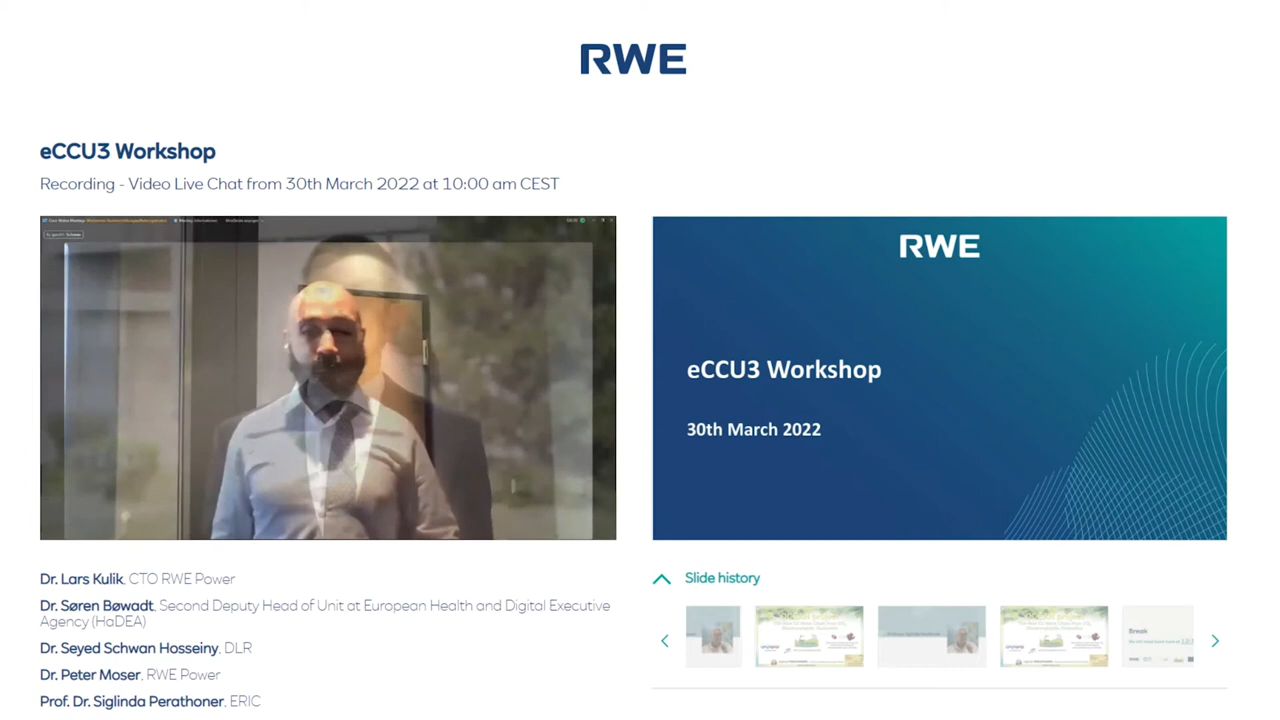 RWE
eCCU3 Workshop
Recording - Video Live Chat from 30th March 2022 at 10:00 am CEST
RWE
eCCU3 Workshop
30th March 2022
Dr. Lars Kulik, CTO RWE Power
Dr. Søren Bøwadt, Second Deputy Head of Unit at European Health and Digital Executive
Agency (HaDEA)
Dr. Seyed Schwan Hosseiny, DLR
Dr. Peter Moser, RWE Power
Prof. Dr. Siglinda Perathoner, ERIC
Slide history
Break